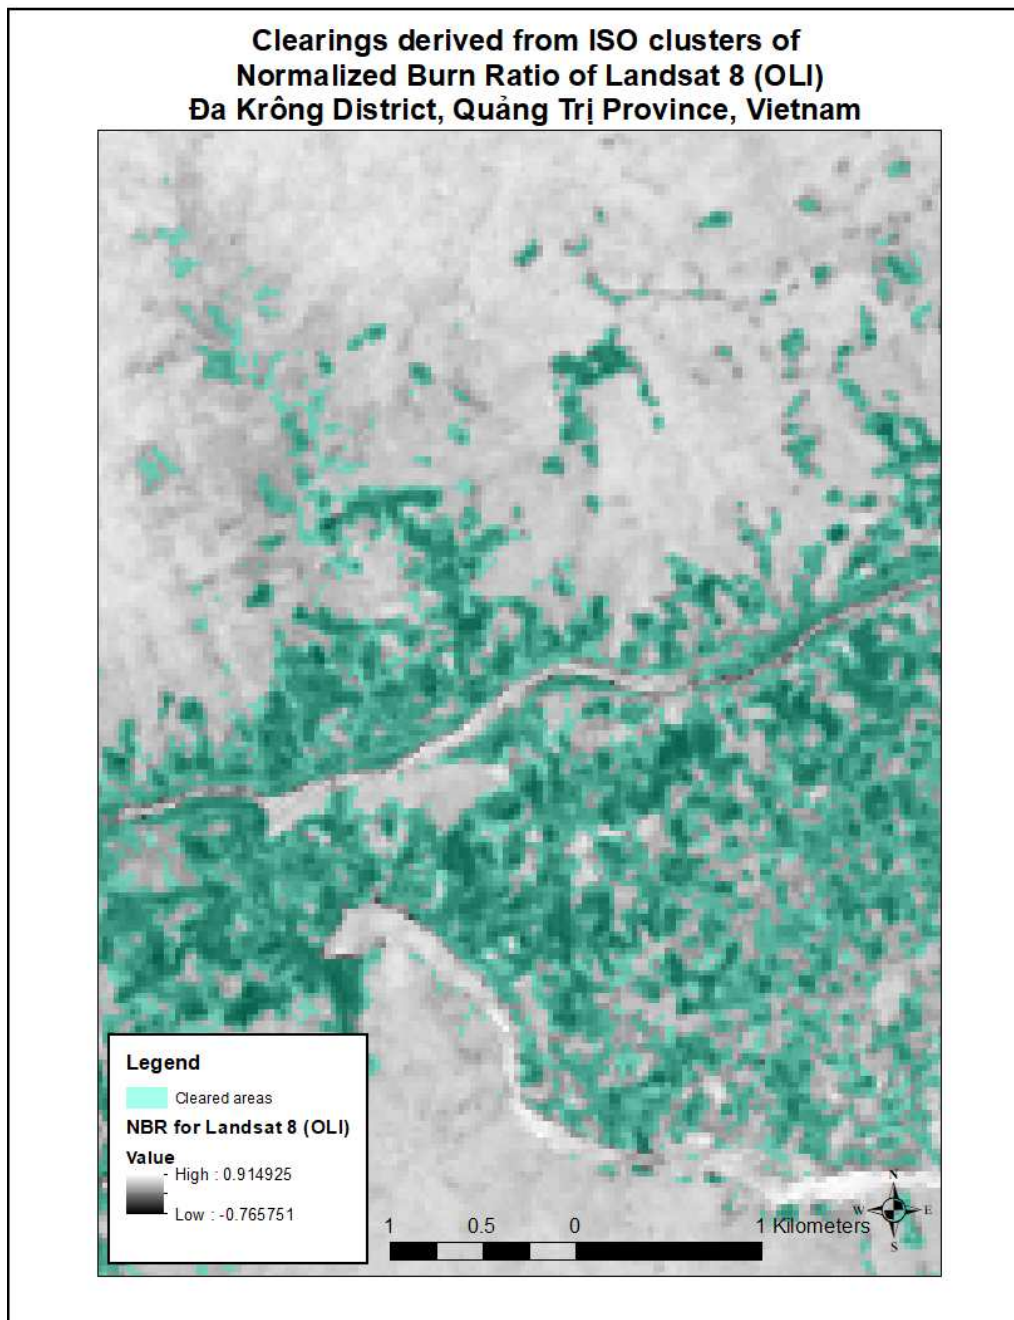 Clearings derived from ISO clusters of
Normalized Burn Ratio of Landsat 8 (OLI)
Đa Krông District, Quảng Trị Province, Vietnam
Legend
Cleared areas
NBR for Landsat 8 (OLI)
Value
High : 0.914925
Low : -0.765751
1 0.5 0 1 Kilometers
N
W E
S